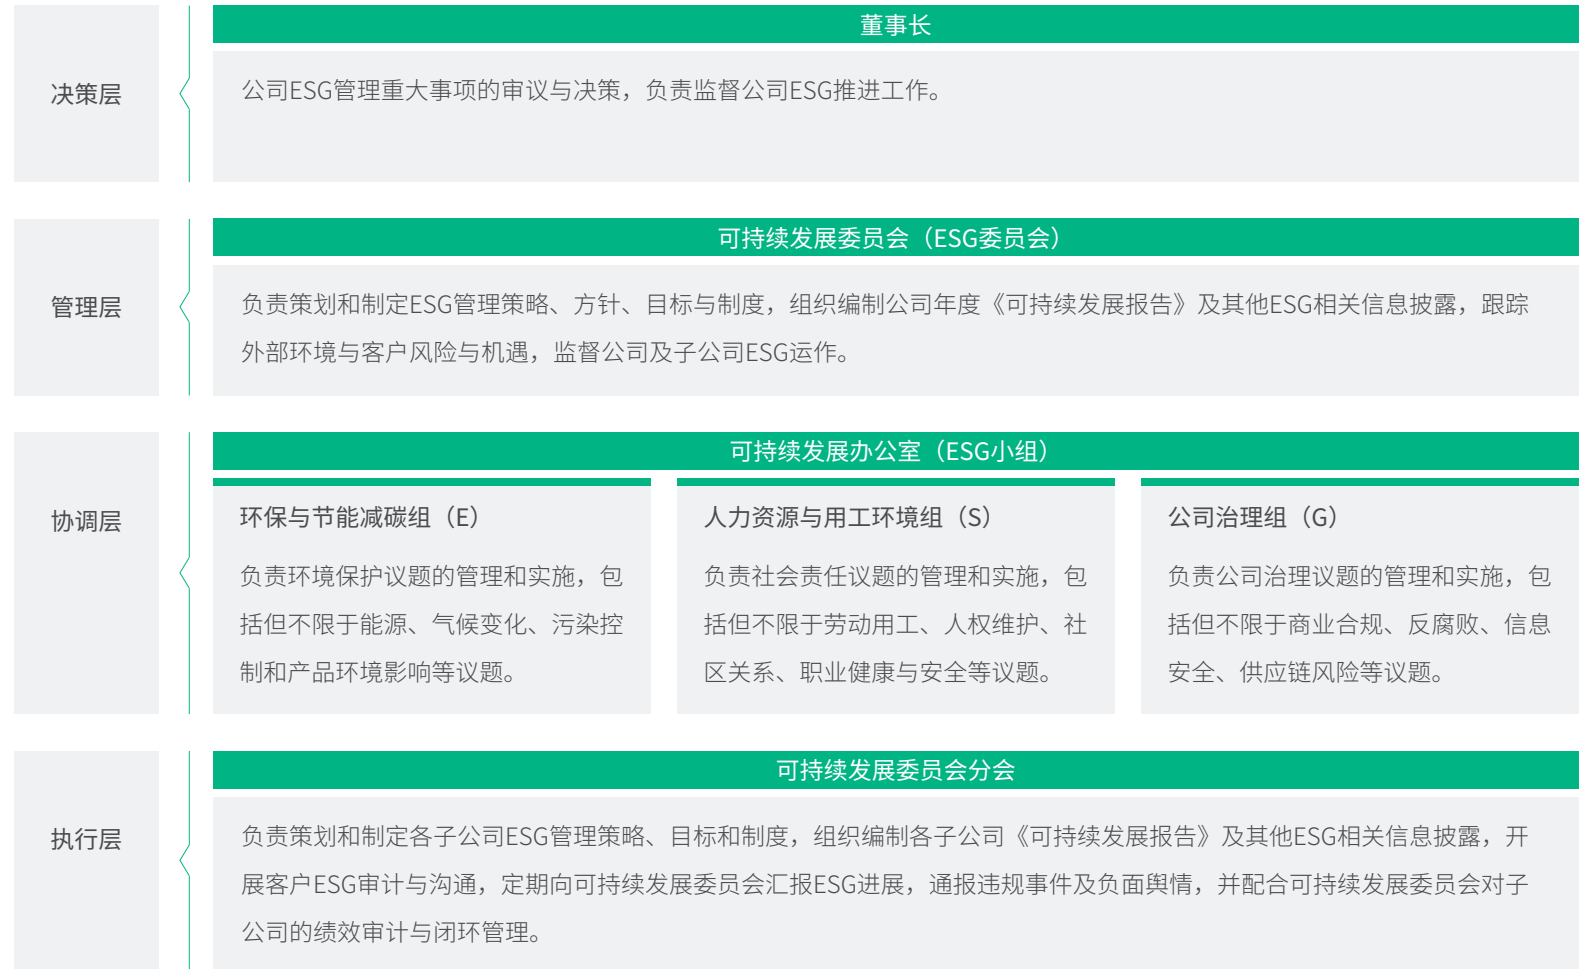 董事长
决策层
公司ESG管理重大事项的审议与决策，负责监督公司ESG推进工作。
可持续发展委员会（ESG委员会）
管理层
负责策划和制定ESG管理策略、方针、目标与制度，组织编制公司年度《可持续发展报告》及其他ESG相关信息披露，跟踪
外部环境与客户风险与机遇，监督公司及子公司ESG运作。
可持续发展办公室（ESG小组）
协调层
环保与节能减碳组（E）
负责环境保护议题的管理和实施，包
括但不限于能源、气候变化、污染控
制和产品环境影响等议题。
人力资源与用工环境组（S）
负责社会责任议题的管理和实施，包
括但不限于劳动用工、人权维护、社
区关系、职业健康与安全等议题。
公司治理组（G）
负责公司治理议题的管理和实施，包
括但不限于商业合规、反腐败、信息
安全、供应链风险等议题。
可持续发展委员会分会
执行层
负责策划和制定各子公司ESG管理策略、目标和制度，组织编制各子公司《可持续发展报告》及其他ESG相关信息披露，开
展客户ESG审计与沟通，定期向可持续发展委员会汇报ESG进展，通报违规事件及负面舆情，并配合可持续发展委员会对子
公司的绩效审计与闭环管理。